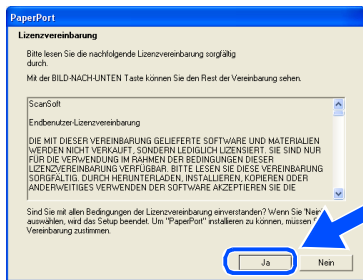 PaperPort
Lizenzvereinbarung
Bitte lesen Sie die nachfolgende Lizenzvereinbarung sorgfältig
durch.
Mit der BILD-NACH-UNTEN Taste können Sie den Rest der Vereinbarung sehen.
ScanSoft
Endbenutzer-Lizenzvereinbarung
DIE MIT DIESER VEREINBARUNG GELIEFERTE SOFTWARE UND MATERIALIEN
WERDEN NICHT VERKAUFT, SONDERN LEDIGLICH LIZENSIERT. SIE SIND NUR
FÜR DIE VERWENDUNG IM RAHMEN DER BEDINGUNGEN DIESER
LIZENZVEREINBARUNG VERFÜGBAR. BITTE LESEN SIE DIESE VEREINBARUNG
SORGFÄLTIG. DURCH HERUNTERLADEN, INSTALLIEREN, KOPIEREN ODER
ANDERWEITIGES VERWENDEN DER SOFTWARE AKZEPTIEREN SIE DIE
Sind Sie mit allen Bedingungen der Lizenzvereinbarung einverstanden? Wenn Sie 'Nein
auswählen, wird das Setup beendet. Um "PaperPort" installieren zu können, müssen
Vereinbarung zustimmen.
Ja
Nein